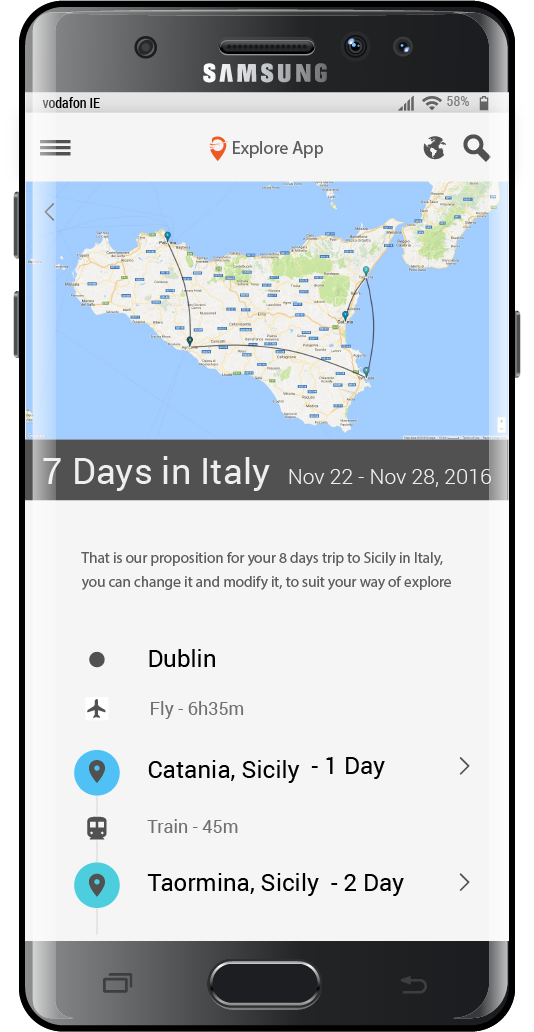 SAMSUNG
vodafon IE
58%
Explore App
7 Days in Italy
Nov 22 - Nov 28, 2016
That is our proposition for your 8 days trip to Sicily in Italy,
you can change it and modify it, to suit your way of explore
Dublin
Fly - 6h35m
Catania, Sicily - 1 Day
Train - 45m
Taormina, Sicily - 2 Day